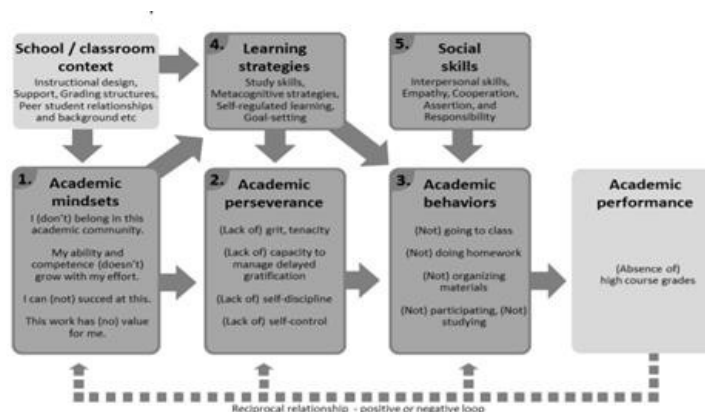 School / classroom
context
Instructional design,
Support, Grading structures,
Peer student relationships
and background etc
4.
Learning
strategies
Study skills,
Metacognitive strategies,
Self-regulated learning,
Goal-setting
5.
Social
skills
Interpersonal skills,
Empathy, Cooperation,
Assertion, and
Responsibility
1.
Academic
mindsets
I (don't) belong in this
academic community.
My ability and
competence (doesn't)
grow with my effort.
I can (not) succed at this.
This work has (no) value
for me.
2.
Academic
perseverance
(Lack of) grit, tenacity
(Lack of) capacity to
manage delayed
gratification
(Lack of) self-discipline
(Lack of) self-control
3.
Academic
behaviors
(Not) going to class
(Not) doing homework
(Not) organizing
materials
(Not) participating, (Not)
studying
Academic
performance
(Absence of)
high course grades
Reciprocal relationship - positive or negative loop